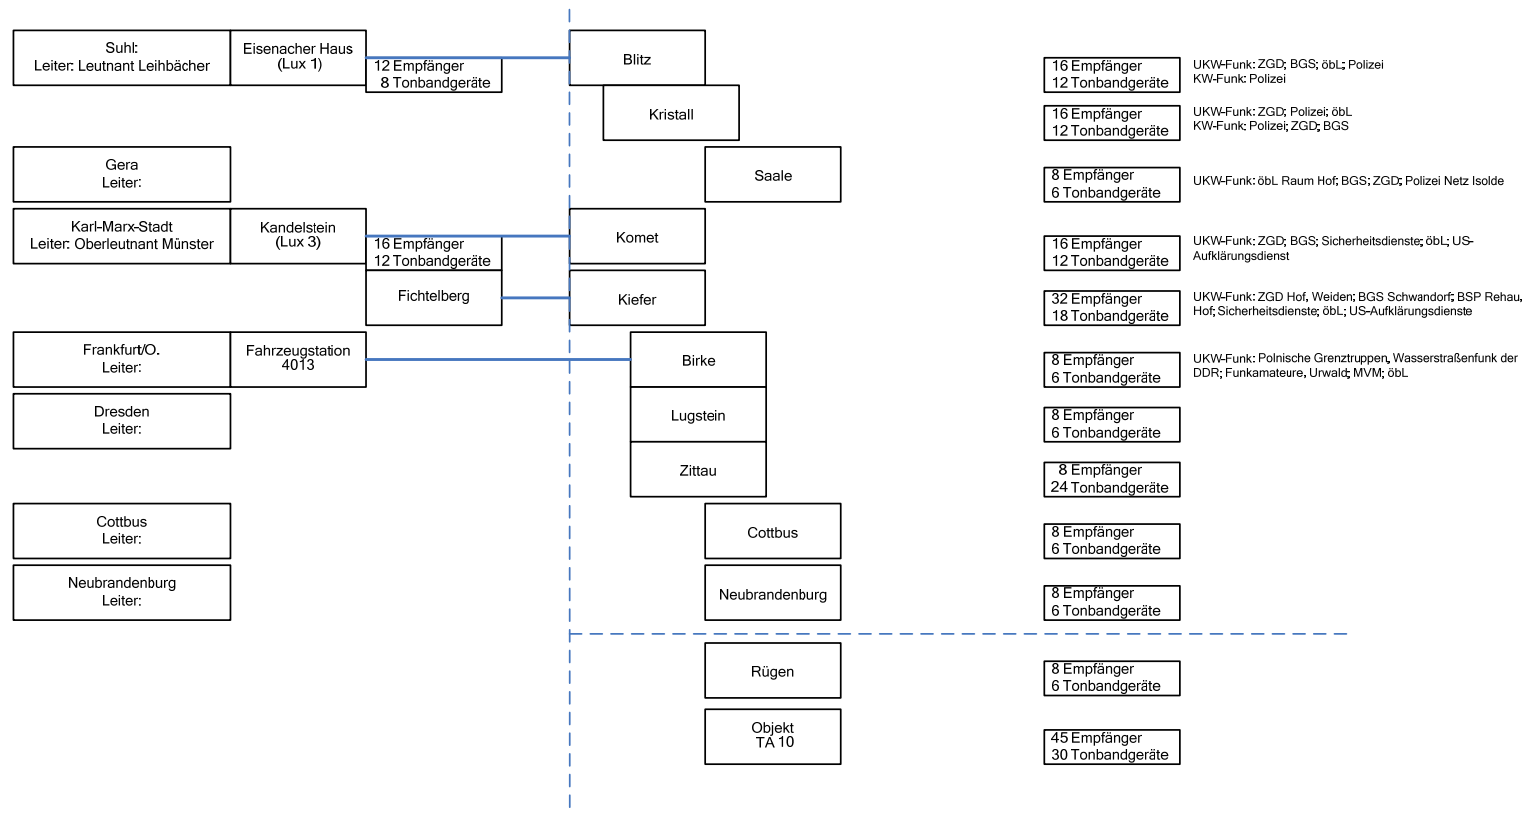 Suhl:
Leiter: Leutnant Leihbächer
Eisenacher Haus
(Lux 1)
12 Empfänger
8 Tonbandgeräte
Blitz
16 Empfänger
12 Tonbandgeräte
UKW-Funk: ZGD; BGS; öbL; Polizei
KW-Funk: Polizei
Kristall
16 Empfänger
12 Tonbandgeräte
UKW-Funk: ZGD; Polizei; öbL
KW-Funk: Polizei; ZGD; BGS
Gera
Leiter:
Saale
8 Empfänger
6 Tonbandgeräte
UKW-Funk: öbL Raum Hof; BGS; ZGD; Polizei Netz Isolde
Karl-Marx-Stadt
Leiter: Oberleutnant Münster
Kandelstein
(Lux 3)
16 Empfänger
12 Tonbandgeräte
Komet
16 Empfänger
12 Tonbandgeräte
UKW-Funk: ZGD; BGS; Sicherheitsdienste; öbL; US-
Aufklärungsdienst
Fichtelberg
Kiefer
32 Empfänger
18 Tonbandgeräte
UKW-Funk: ZGD Hof, Weiden; BGS Schwandorf; BSP Rehau,
Hof; Sicherheitsdienste; öbL; US-Aufklärungsdienste
Frankfurt/O.
Leiter:
Fahrzeugstation
4013
Birke
8 Empfänger
6 Tonbandgeräte
UKW-Funk: Polnische Grenztruppen, Wasserstraßenfunk der
DDR; Funkamateure, Urwald; MVM; öbL
Dresden
Leiter:
Lugstein
8 Empfänger
6 Tonbandgeräte
Zittau
8 Empfänger
24 Tonbandgeräte
Cottbus
Leiter:
Cottbus
8 Empfänger
6 Tonbandgeräte
Neubrandenburg
Leiter:
Neubrandenburg
8 Empfänger
6 Tonbandgeräte
Rügen
8 Empfänger
6 Tonbandgeräte
Objekt
TA 10
45 Empfänger
30 Tonbandgeräte